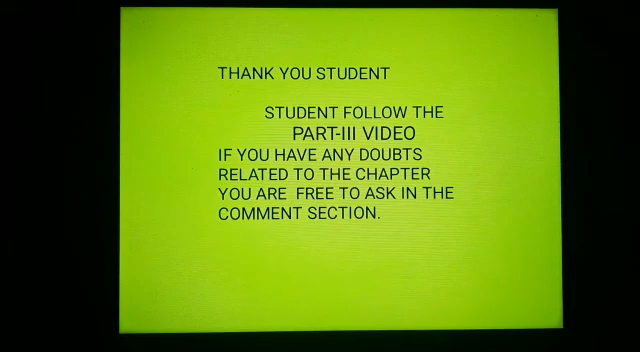 THANK YOU STUDENT
STUDENT FOLLOW THE
PART-III VIDEO
IF YOU HAVE ANY DOUBTS
RELATED TO THE CHAPTER
YOU ARE FREE TO ASK IN THE
COMMENT SECTION.